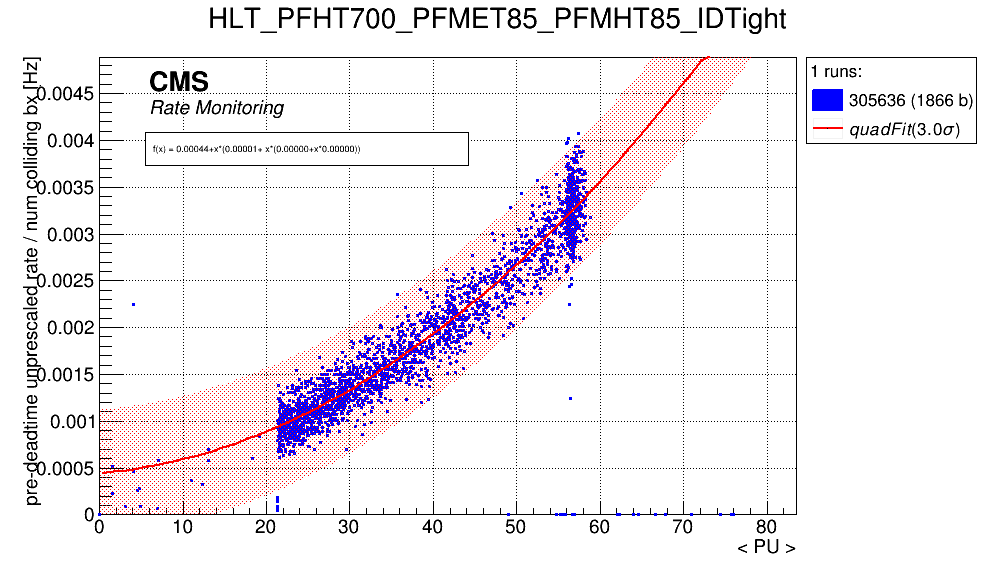 HLT_PFHT700_PFMET85_PFMHT85_IDTight
pre-deadtime unprescaled rate / num colliding bx [Hz]
CMS
Rate Monitoring
f(x) = 0.00044+x*(0.00001+ x*(0.00000+x*0.00000))
1 runs:
305636 (1866 b)
quadFit(3.0σ)
0.0045
0.004
0.0035
0.003
0.0025
0.002
0.0015
0.001
0.0005
0
0 10 20 30 40 50 60 70 80
< PU >